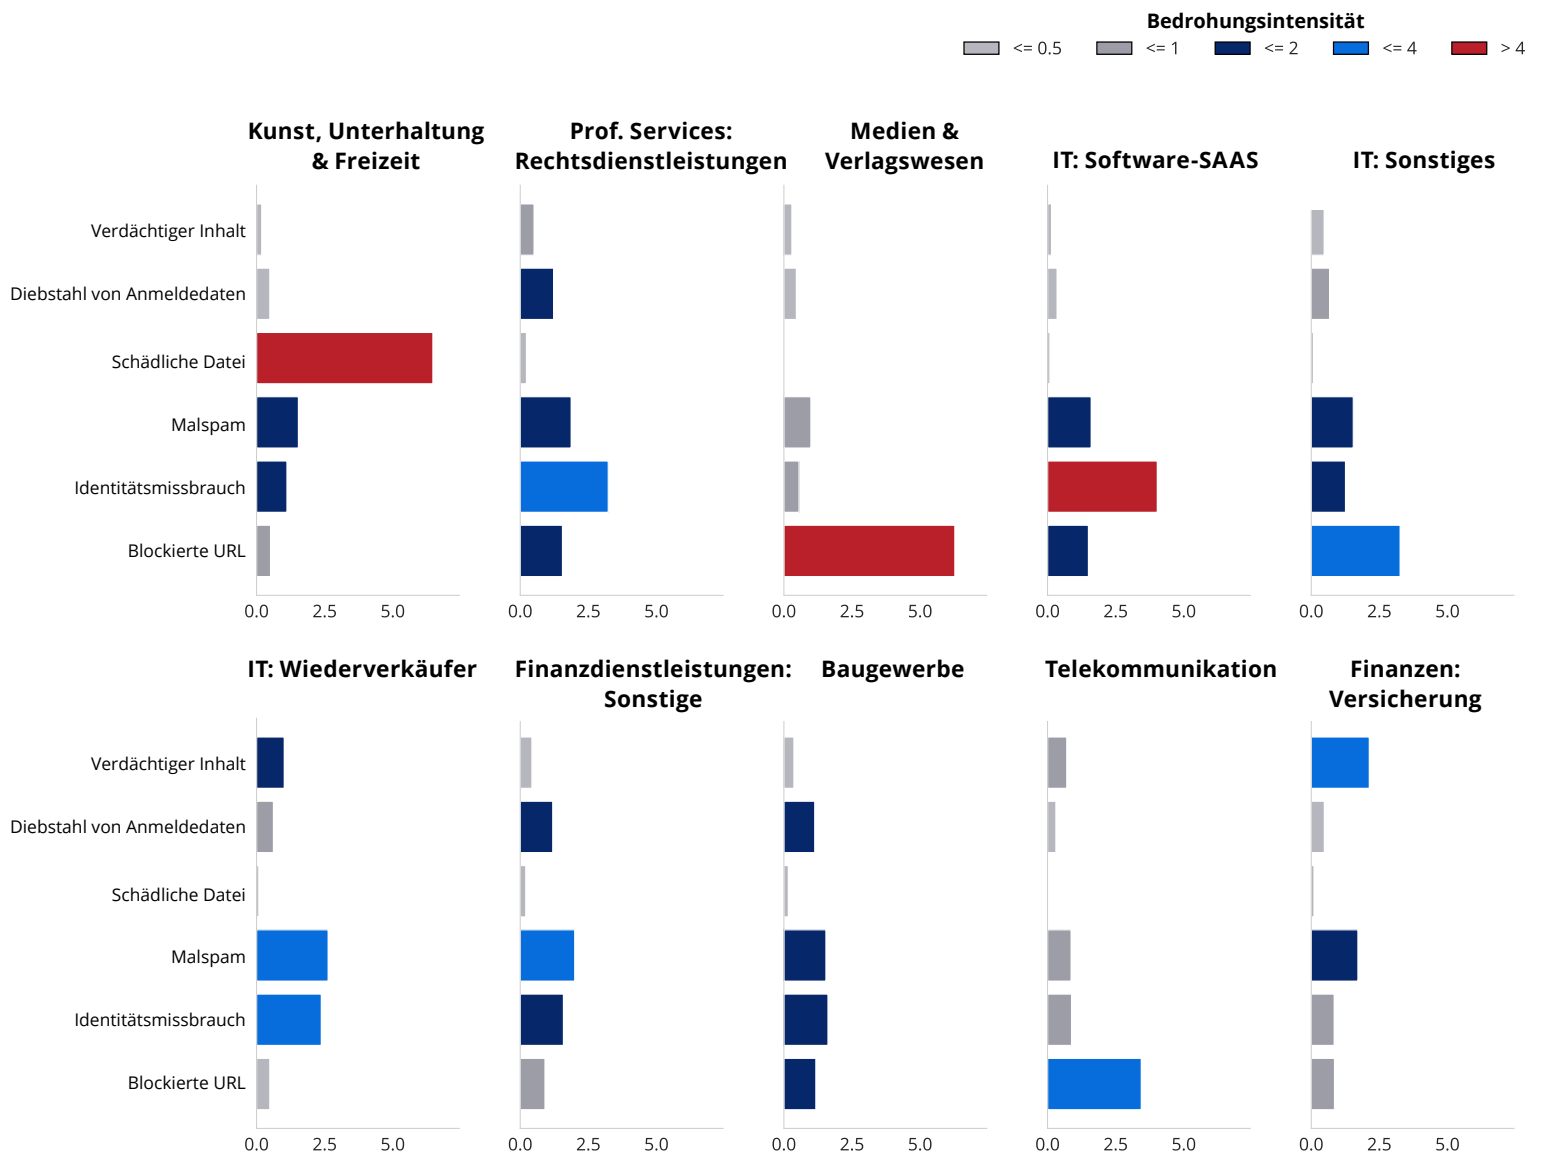 Bedrohungsintensität
<= 0.5 <= 1 <= 2 <= 4 > 4
Kunst, Unterhaltung
& Freizeit
Prof. Services:
Rechtsdienstleistungen
Medien &
Verlagswesen
IT: Software-SAAS
IT: Sonstiges
Verdächtiger Inhalt
Diebstahl von Anmeldedaten
Schädliche Datei
Malspam
Identitätsmissbrauch
Blockierte URL
0.0 2.5 5.0
0.0 2.5 5.0
0.0 2.5 5.0
0.0 2.5 5.0
0.0 2.5 5.0
IT: Wiederverkäufer
Finanzdienstleistungen:
Sonstige
Baugewerbe
Telekommunikation
Finanzen:
Versicherung
Verdächtiger Inhalt
Diebstahl von Anmeldedaten
Schädliche Datei
Malspam
Identitätsmissbrauch
Blockierte URL
0.0 2.5 5.0
0.0 2.5 5.0
0.0 2.5 5.0
0.0 2.5 5.0
0.0 2.5 5.0